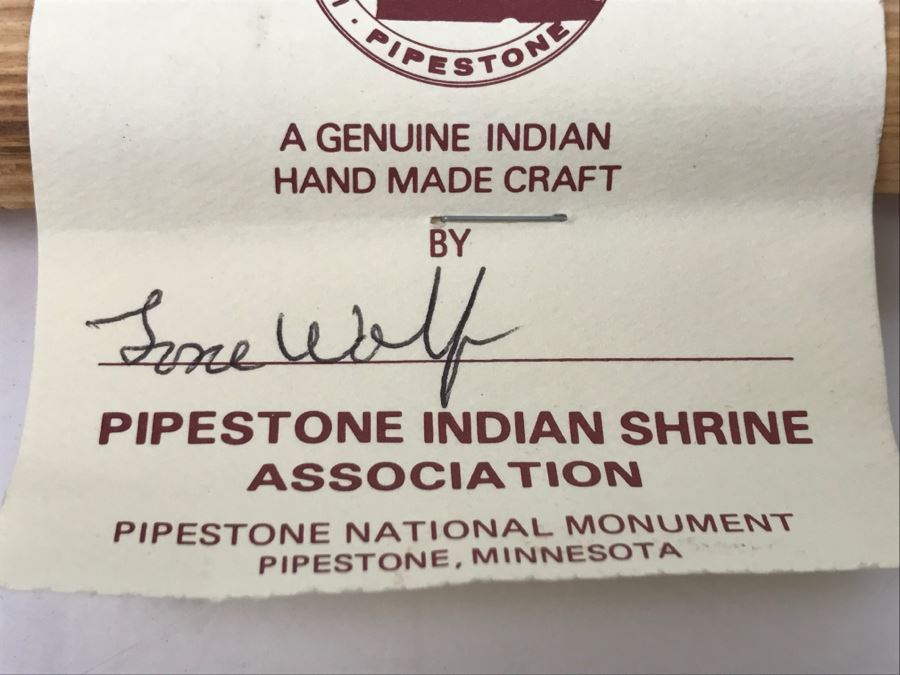 PIPESTONE
A GENUINE INDIAN
HAND MADE CRAFT
BY
Lone Wolf
PIPESTONE INDIAN SHRINE
ASSOCIATION
PIPESTONE NATIONAL MONUMENT
PIPESTONE, MINNESOTA